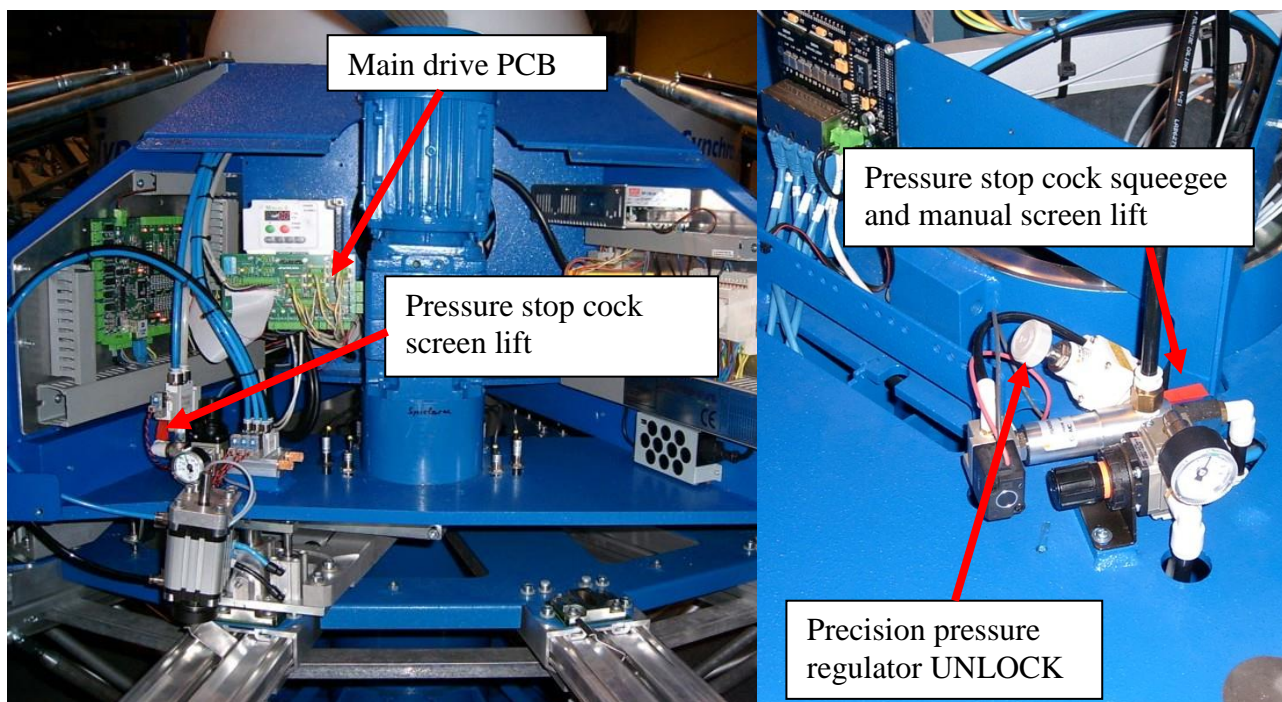 Main drive PCB
Pressure stop cock
screen lift
Synchro
Pressure stop cock squeegee
and manual screen lift
Precision pressure
regulator UNLOCK